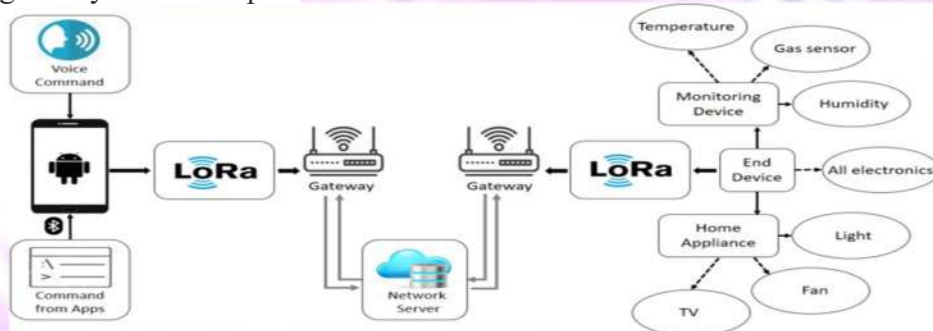 Voice
Command
LoRa
Gateway
:\
>
Command
from Apps
Network
Server
Gateway
LoRa
End
Device
Monitoring
Device
Temperature
Gas sensor
Humidity
All electronics
Home
Appliance
Light
Fan
TV